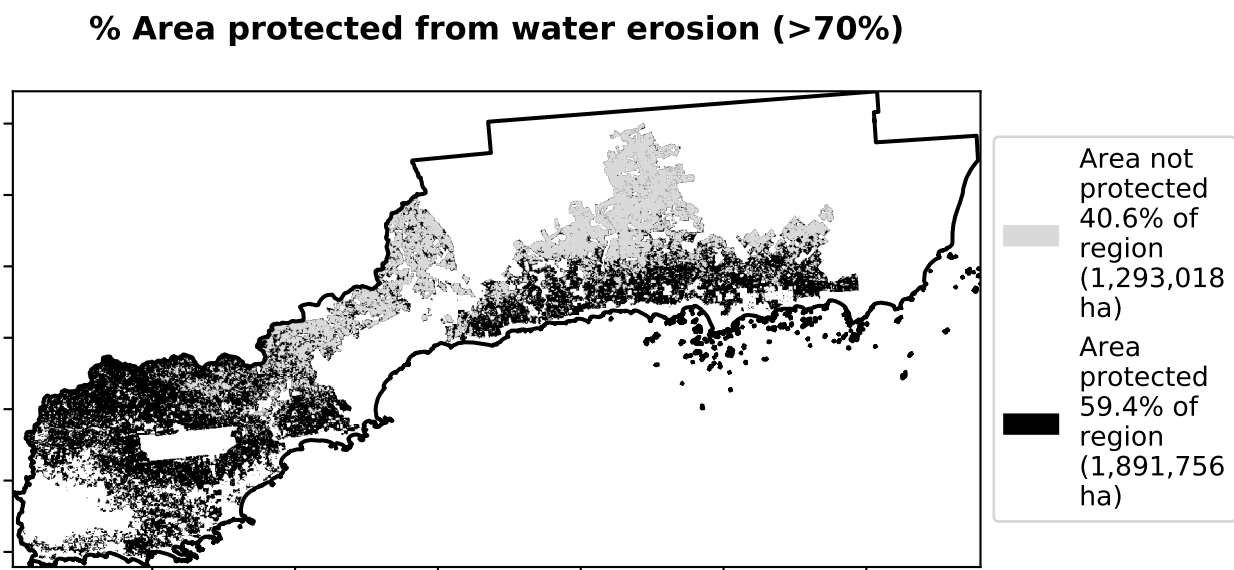 % Area protected from water erosion (>70%)
Area not
protected
40.6% of
region
(1,293,018
ha)
Area
protected
59.4% of
region
(1,891,756
ha)